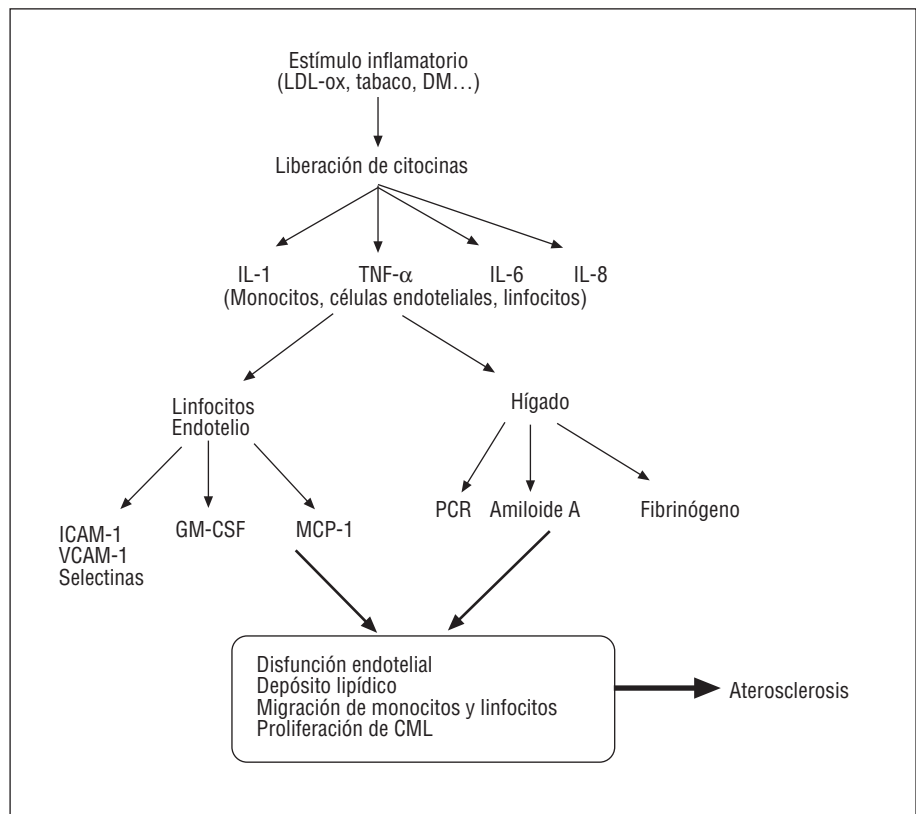 Estímulo inflamatorio
(LDL-ox, tabaco, DM…)
Liberación de citocinas
IL-1 TNF-α IL-6 IL-8
(Monocitos, células endoteliales, linfocitos)
Linfocitos
Endotelio
Hígado
ICAM-1
VCAM-1
Selectinas
GM-CSF
MCP-1
PCR
Amiloide A
Fibrinógeno
Disfunción endotelial
Depósito lipídico
Migración de monocitos y linfocitos
Proliferación de CML
Aterosclerosis